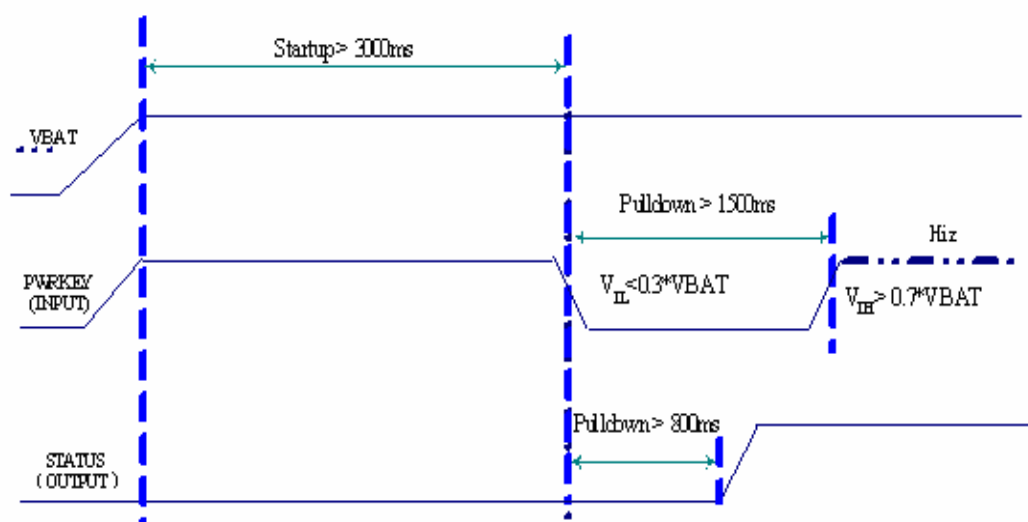 Startup> 3000ms
VBAT
Pulldown > 1500ms
Hiz
PWRKEY
(INPUT)
VIL<0.3*VBAT
VIH> 0.7*VBAT
Pulldown > 800ms
STATUS
(OUTPUT)